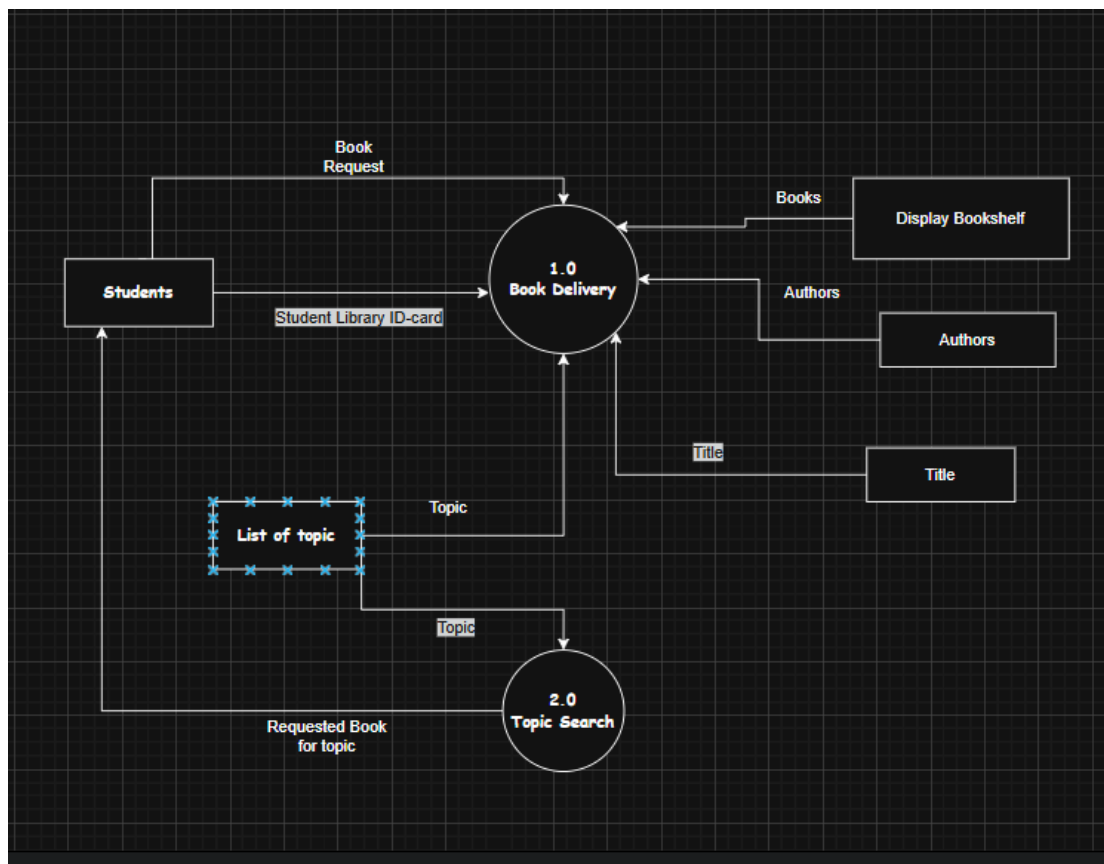 Book
Request
Books
Display Bookshelf
Students
1.0
Book Delivery
Authors
Student Library ID-card
Authors
Title
Title
Topic
List of topic
Topic
2.0
Topic Search
Requested Book
for topic